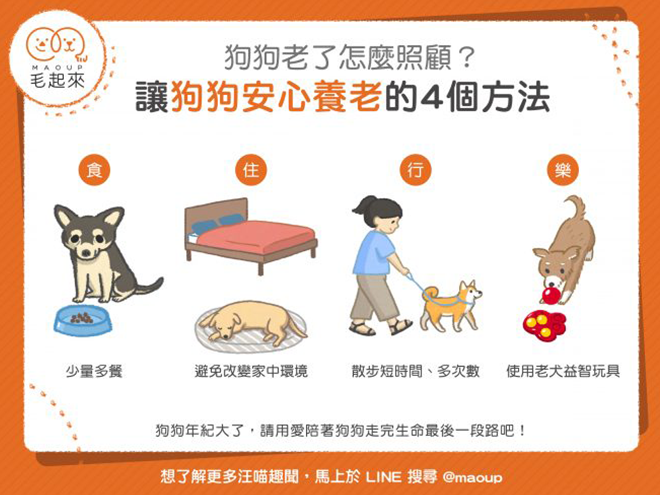 MAOUP
毛起來
狗狗老了怎麼照顧？
讓狗狗安心養老的4個方法
食
住
行
樂
少量多餐
避免改變家中環境
散步短時間、多次數
使用老犬益智玩具
狗狗年紀大了，請用愛陪著狗狗走完生命最後一段路吧！
想了解更多汪喵趣聞，馬上於 LINE 搜尋 @maoup